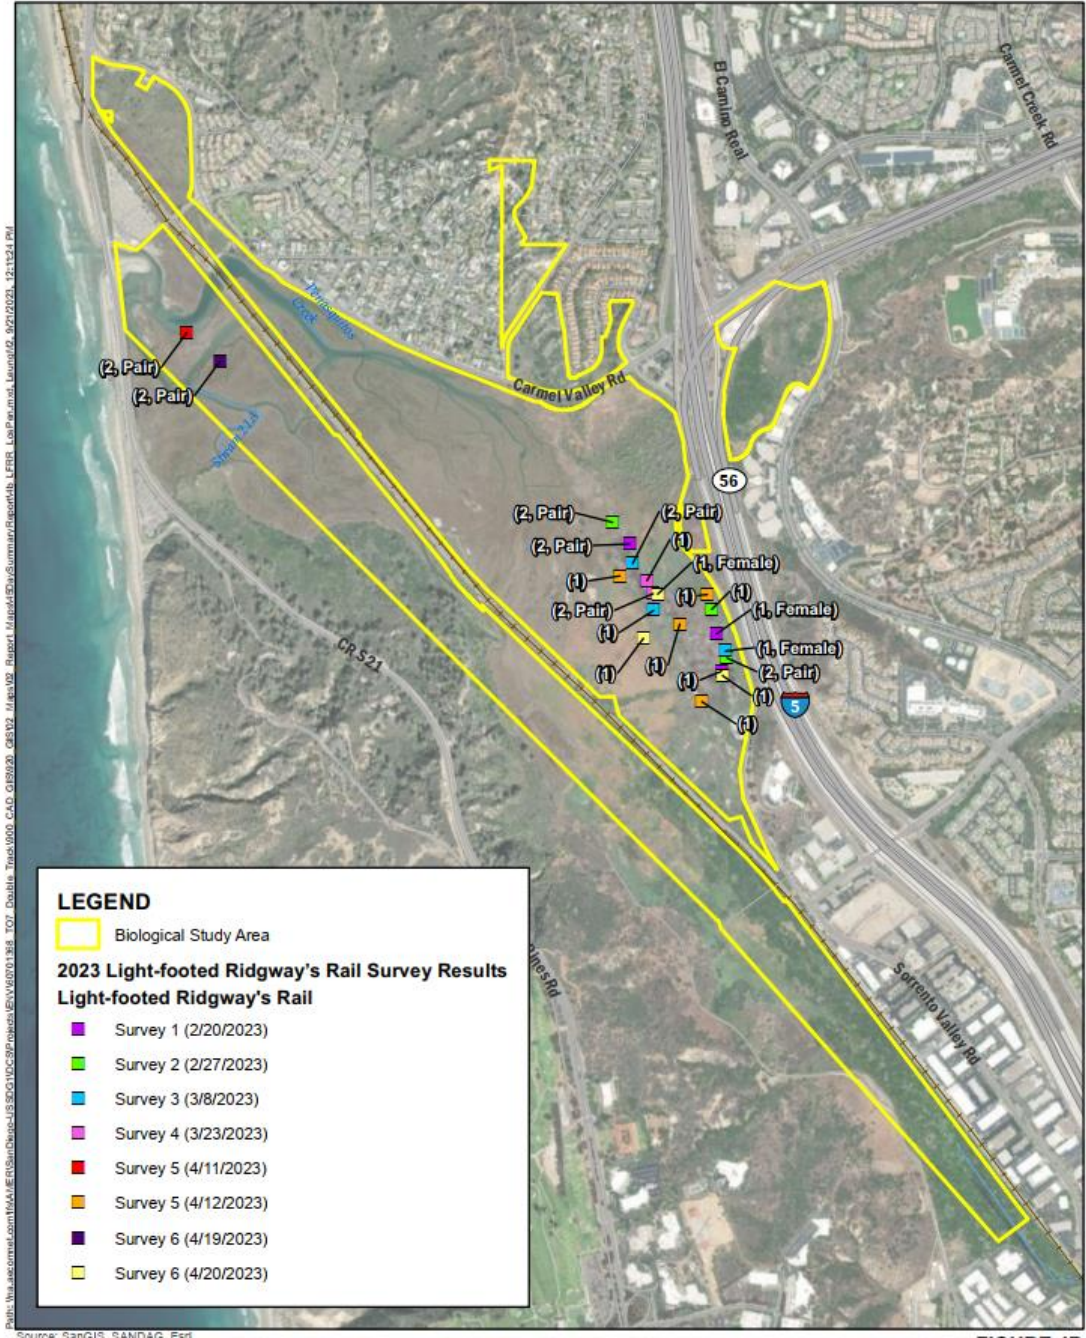 El Camino Real
Carmel Creek Rd
Penasquitos
Creek
(2, Pair)
(2, Pair)
Carmel Valley Rd
56
(2, Pair)
(2, Pair)
(2, Pair)
(1)
(1, Female)
(1)
(2, Pair)
(1)
(1)
(1)
(1, Female)
(1)
(1)
(1, Female)
(2, Pair)
(1)
(1)
(1)
5
CR S21
Sorrento Valley Rd
Pines Rd
LEGEND
Biological Study Area
2023 Light-footed Ridgway's Rail Survey Results
Light-footed Ridgway's Rail
Survey 1 (2/20/2023)
Survey 2 (2/27/2023)
Survey 3 (3/8/2023)
Survey 4 (3/23/2023)
Survey 5 (4/11/2023)
Survey 5 (4/12/2023)
Survey 6 (4/19/2023)
Survey 6 (4/20/2023)
Source: SanGIS, SANDAG, Esri